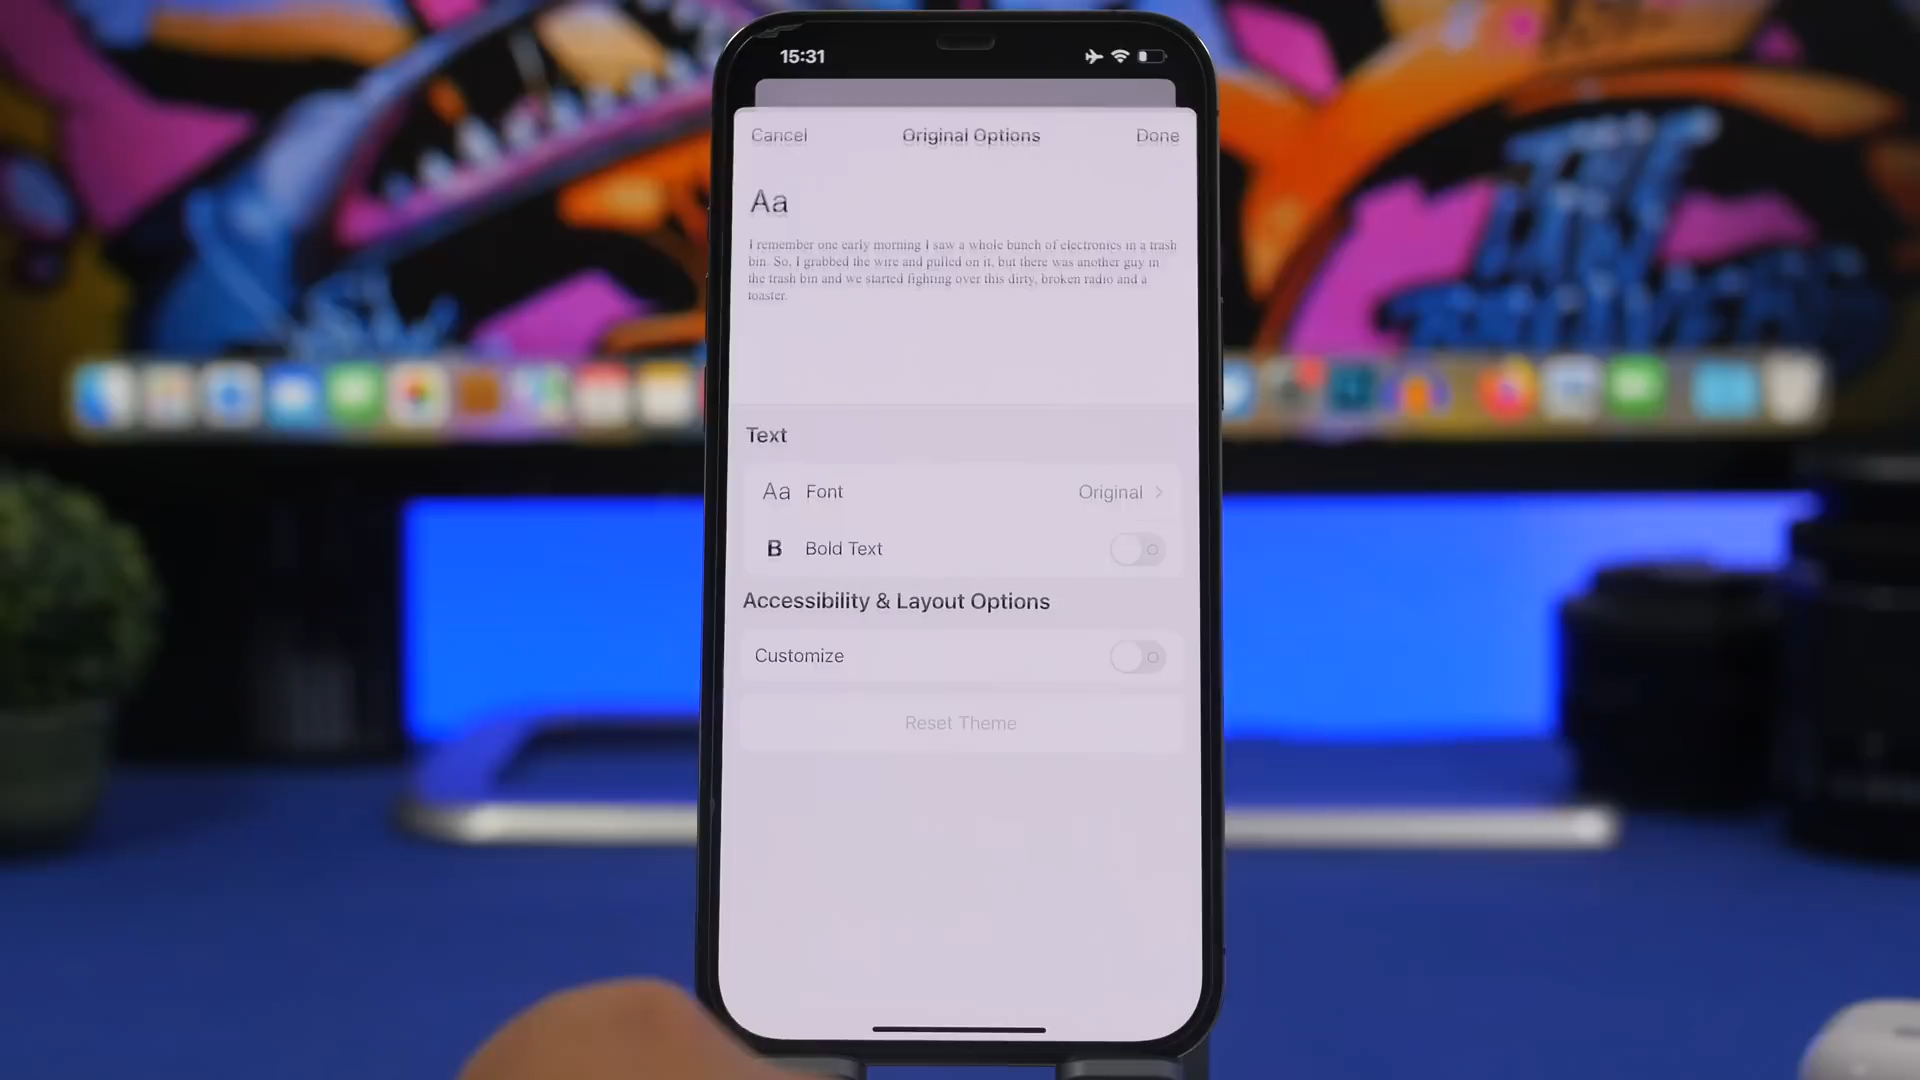 15:31
Cancel Original Options Done
Aa
I remember one early morning I saw a whole bunch of electronics in a trash
bin. So, I grabbed the wire and pulled on it, but there was another guy in
the trash bin and we started fighting over this dirty, broken radio and a
toaster.
Text
Aa Font Original
B Bold Text
Accessibility & Layout Options
Customize
Reset Theme
THE